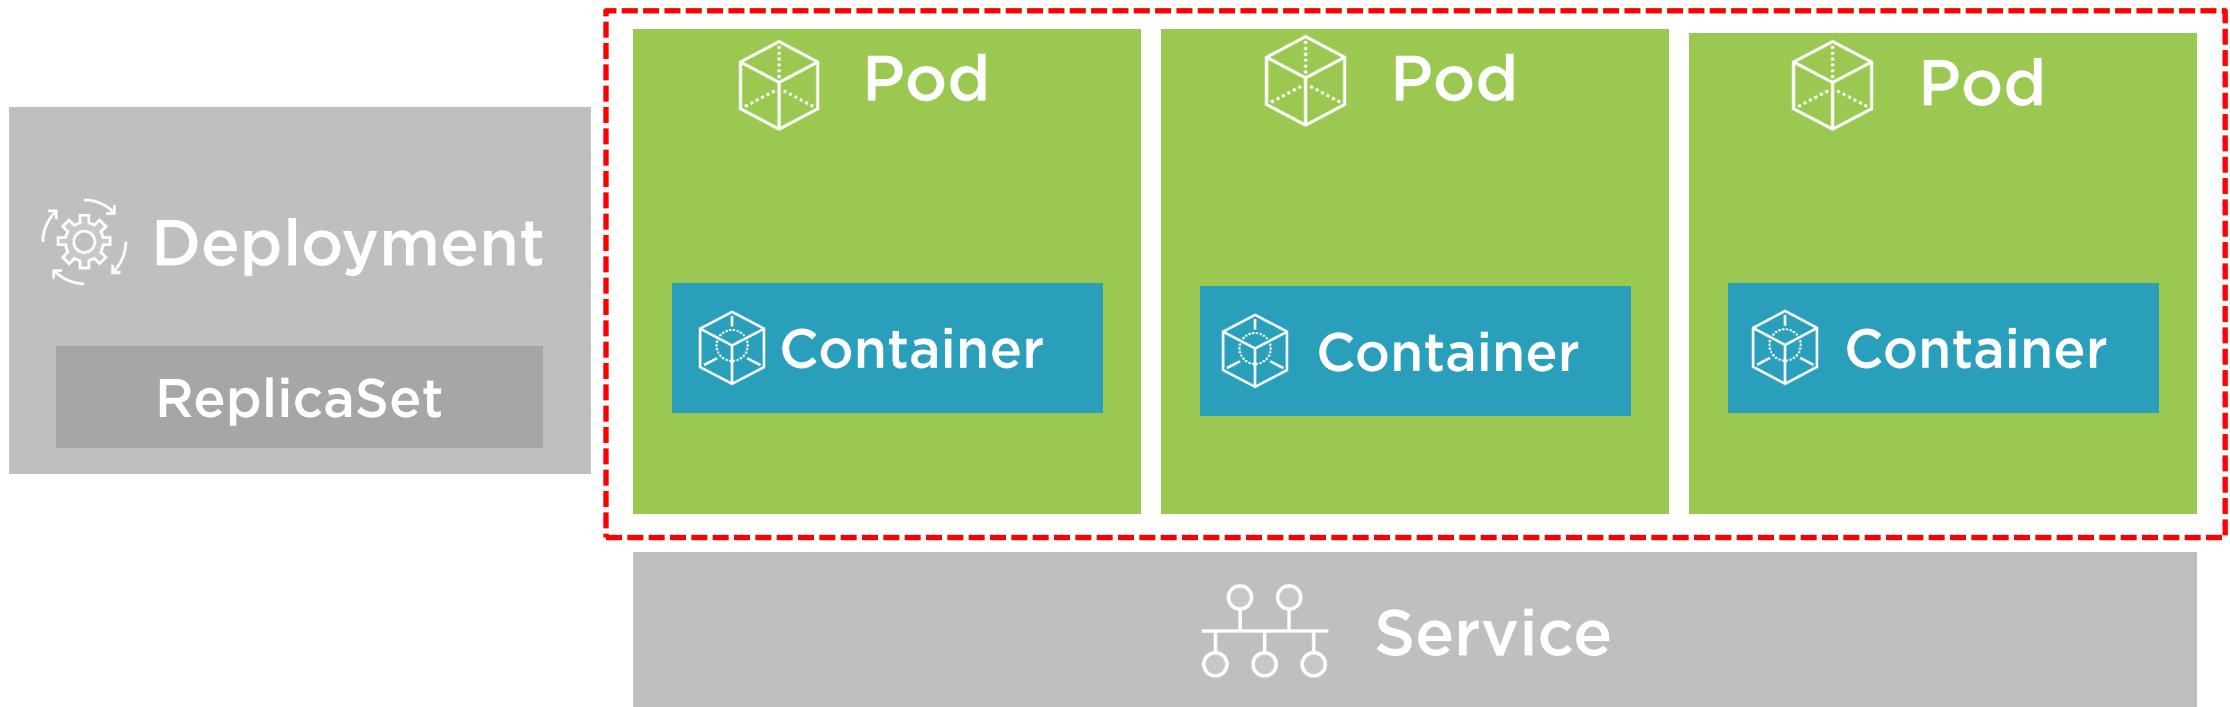 Pod
Pod
Pod
Deployment
ReplicaSet
Container
Container
Container
Service